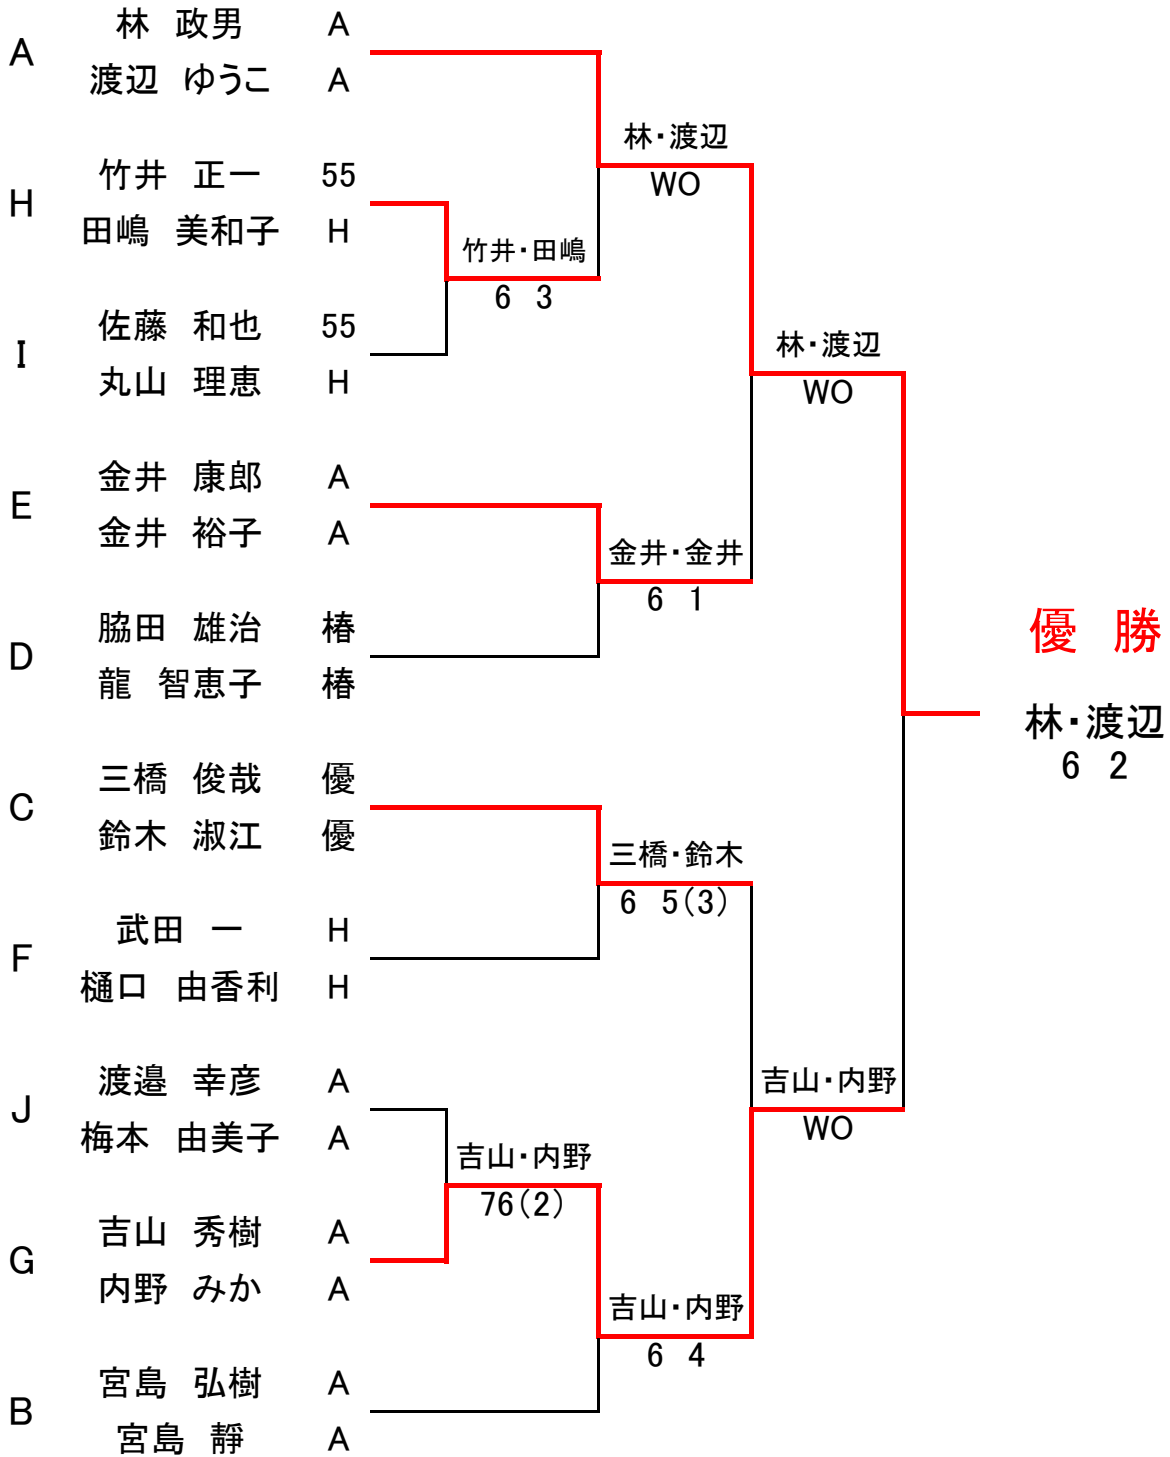 A
林 政男 A
渡辺 ゆうこ A
林・渡辺
WO
H
竹井 正一 55
田嶋 美和子 H
竹井・田嶋
6 3
I
佐藤 和也 55
丸山 理恵 H
林・渡辺
WO
E
金井 康郎 A
金井 裕子 A
金井・金井
6 1
D
脇田 雄治 椿
龍 智恵子 椿
優 勝
林・渡辺
6 2
C
三橋 俊哉 優
鈴木 淑江 優
三橋・鈴木
6 5(3)
F
武田 一 H
樋口 由香利 H
J
渡邉 幸彦 A
梅本 由美子 A
吉山・内野
WO
吉山・内野
76(2)
G
吉山 秀樹 A
内野 みか A
吉山・内野
6 4
B
宮島 弘樹 A
宮島 靜 A